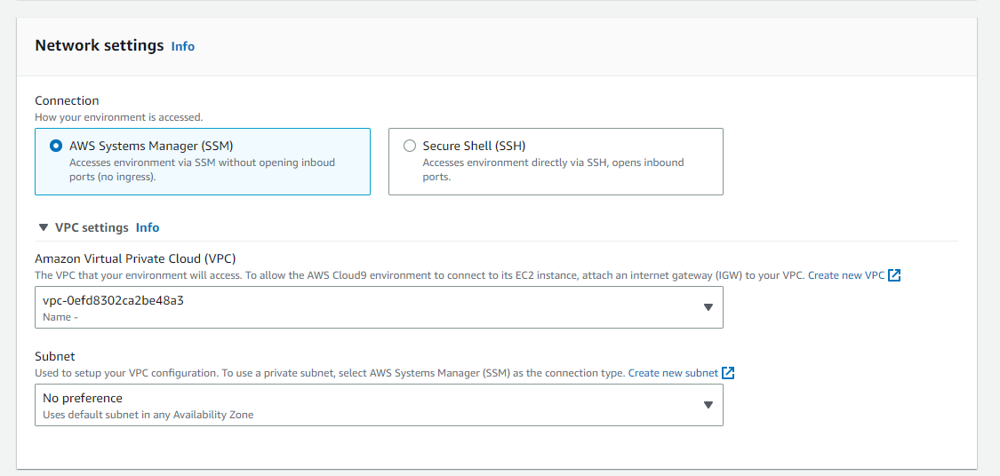 Network settings Info
Connection
How your environment is accessed.
AWS Systems Manager (SSM)
Accesses environment via SSM without opening inboud
ports (no ingress).
Secure Shell (SSH)
Accesses environment directly via SSH, opens inbound
ports.
VPC settings Info
Amazon Virtual Private Cloud (VPC)
The VPC that your environment will access. To allow the AWS Cloud9 environment to connect to its EC2 instance, attach an internet gateway (IGW) to your VPC. Create new VPC
vpc-0efd8302ca2be48a3
Name -
Subnet
Used to setup your VPC configuration. To use a private subnet, select AWS Systems Manager (SSM) as the connection type. Create new subnet
No preference
Uses default subnet in any Availability Zone